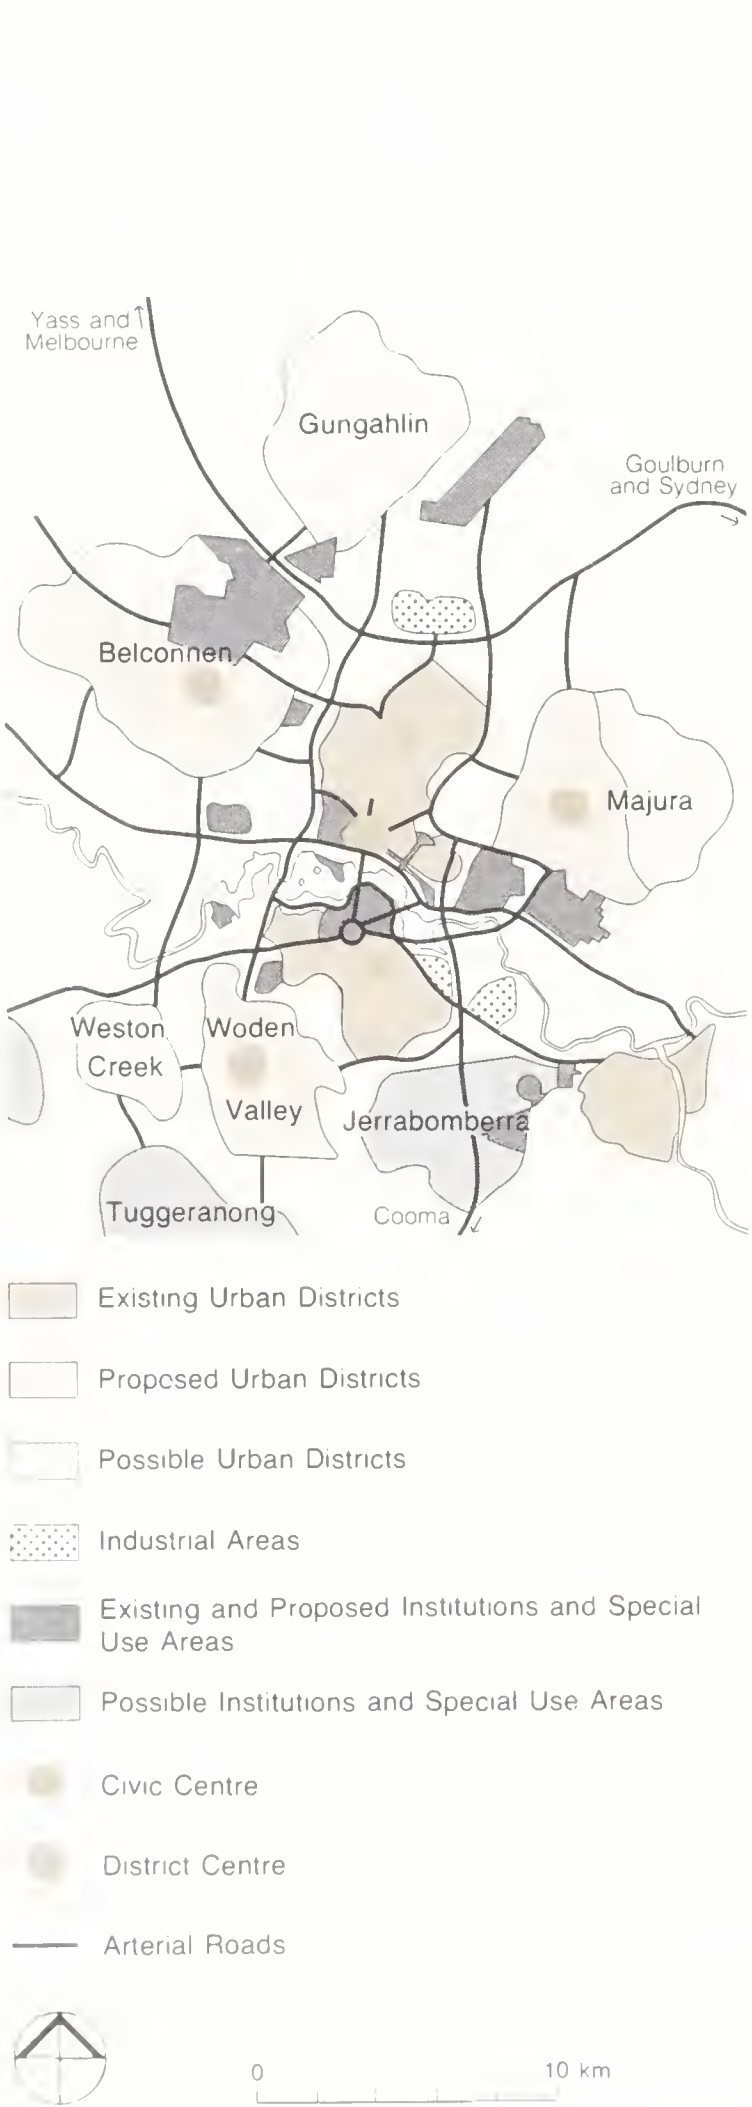 Yass and
Melbourne
Gungahlin
Goulburn
and Sydney
Belconnen
Majura
Weston
Creek
Woden
Valley
Jerrabomberra
Tuggeranong
Cooma
Existing Urban Districts
Proposed Urban Districts
Possible Urban Districts
Industrial Areas
Existing and Proposed Institutions and Special
Use Areas
Possible Institutions and Special Use Areas
Civic Centre
District Centre
Arterial Roads
0 10 km